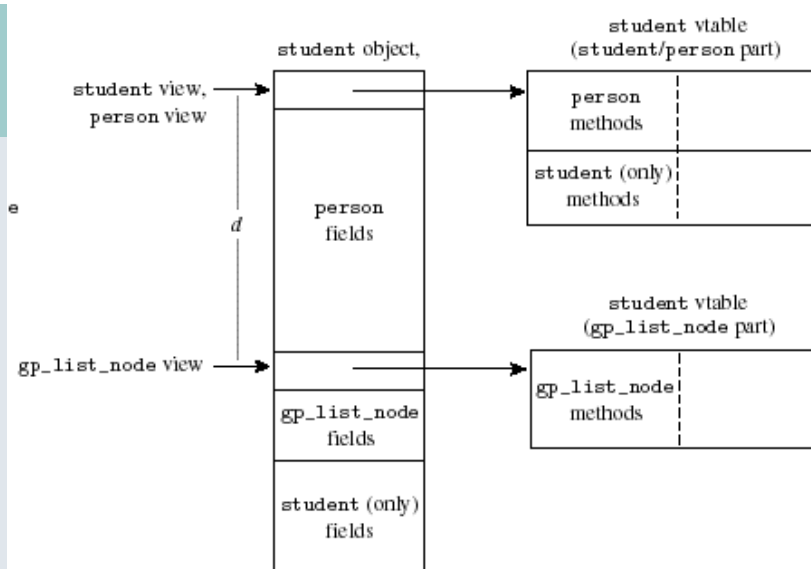 student vtable
(student/person part)
student object,
student view,
person view
person
methods
student (only)
methods
e
person
fields
d
student vtable
(gp_list_node part)
gp_list_node view
gp_list_node
methods
gp_list_node
fields
student (only)
fields